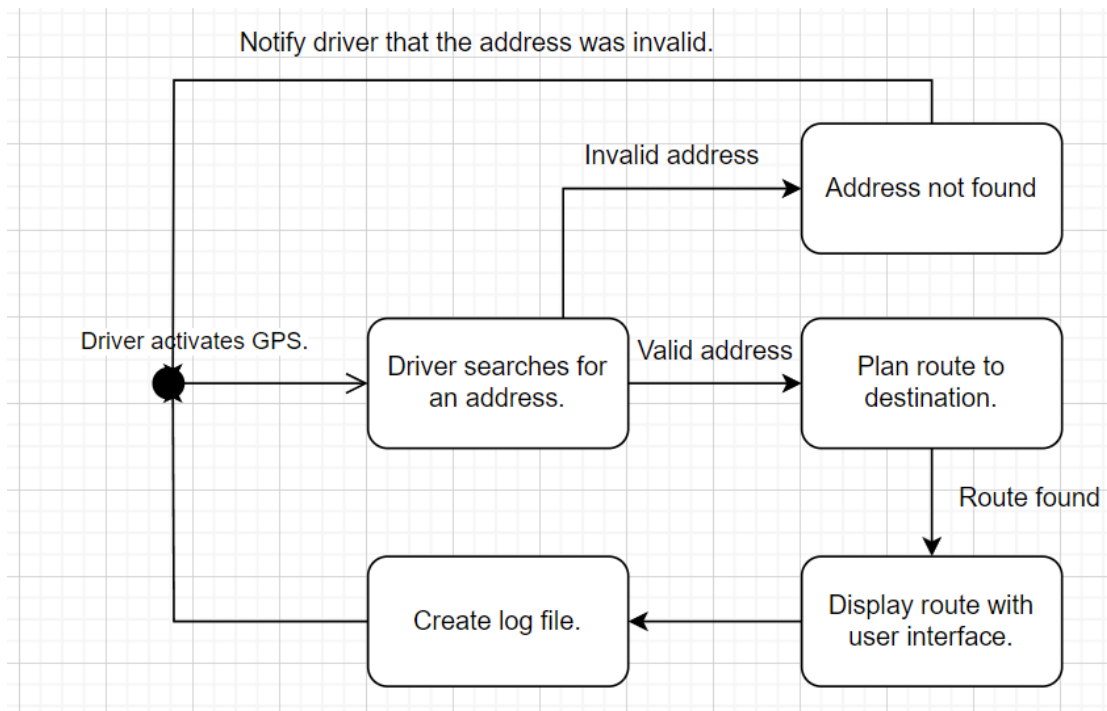 Notify driver that the address was invalid.
Invalid address
Address not found
Driver activates GPS.
Driver searches for
an address.
Valid address
Plan route to
destination.
Route found
Create log file.
Display route with
user interface.